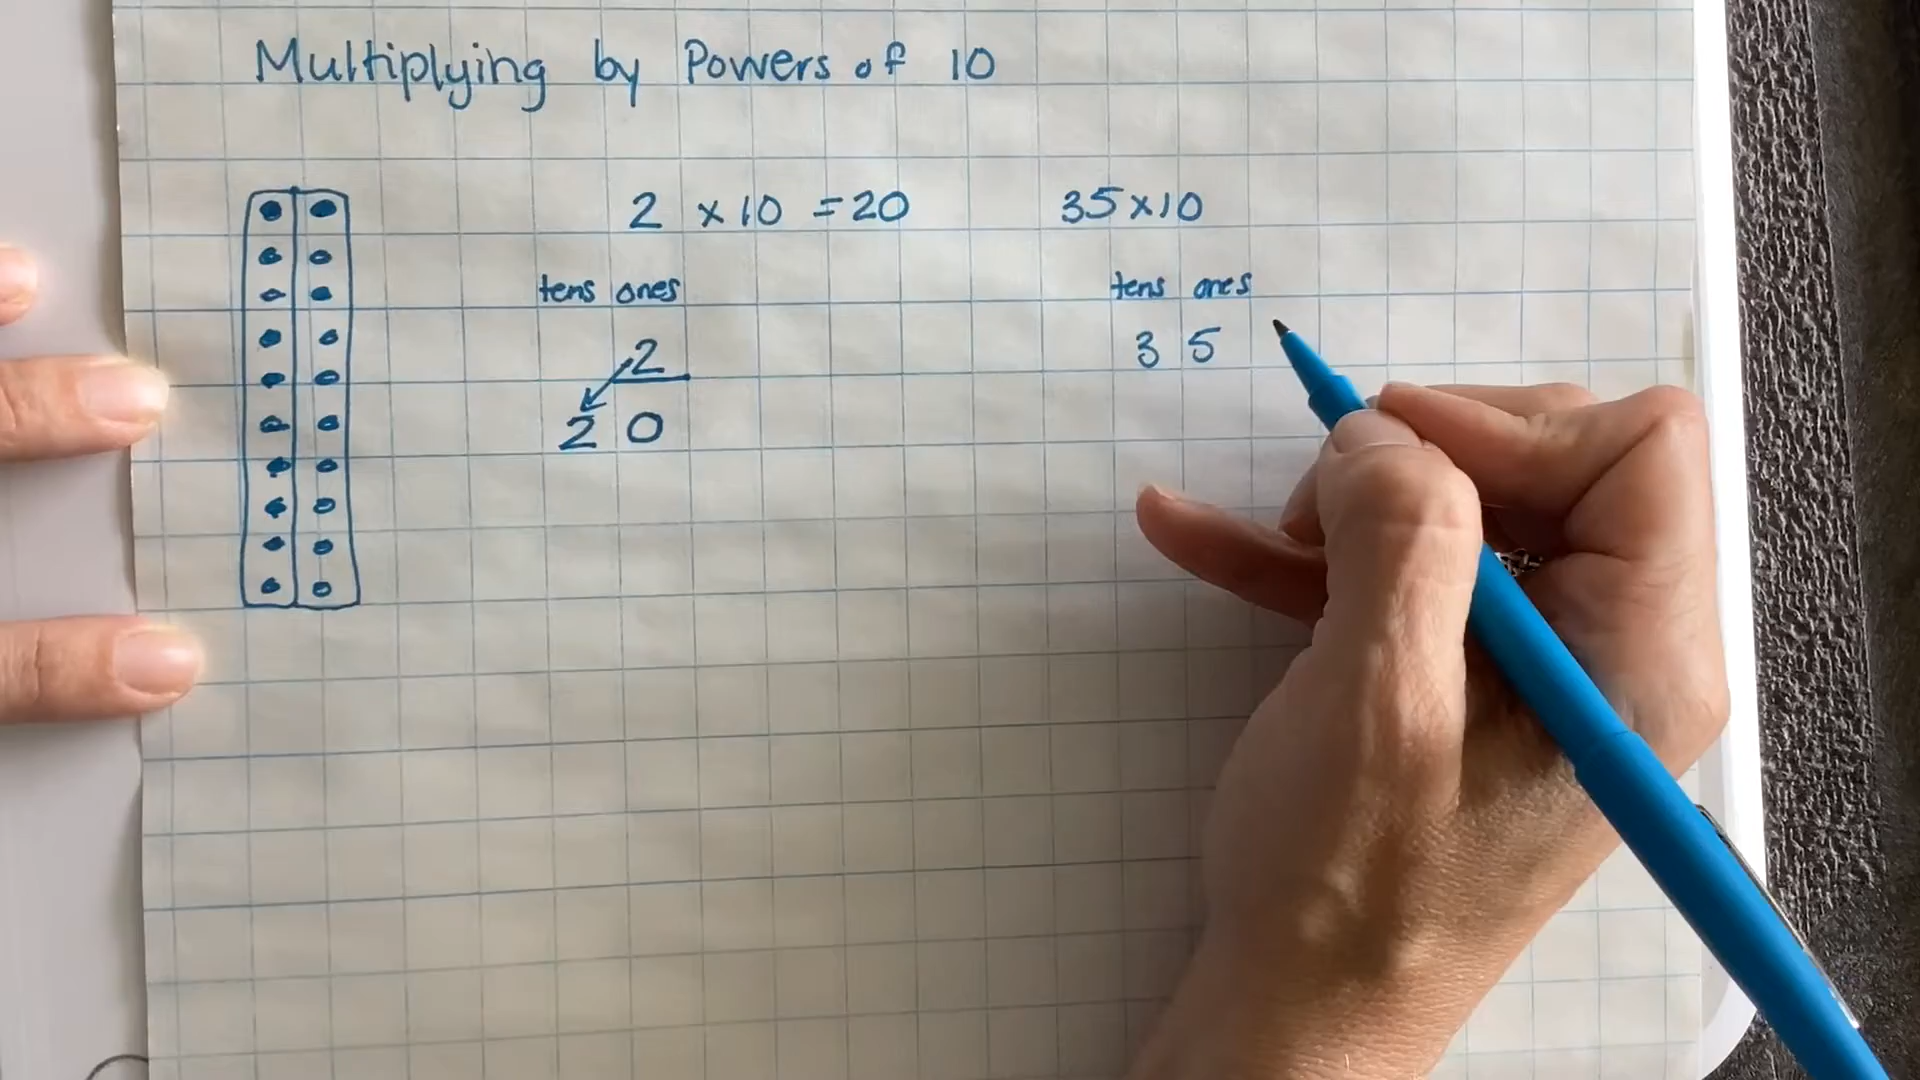 Multiplying by Powers of 10
2 × 10 = 20
35 × 10
tens ones
2
2 0
tens ones
3 5